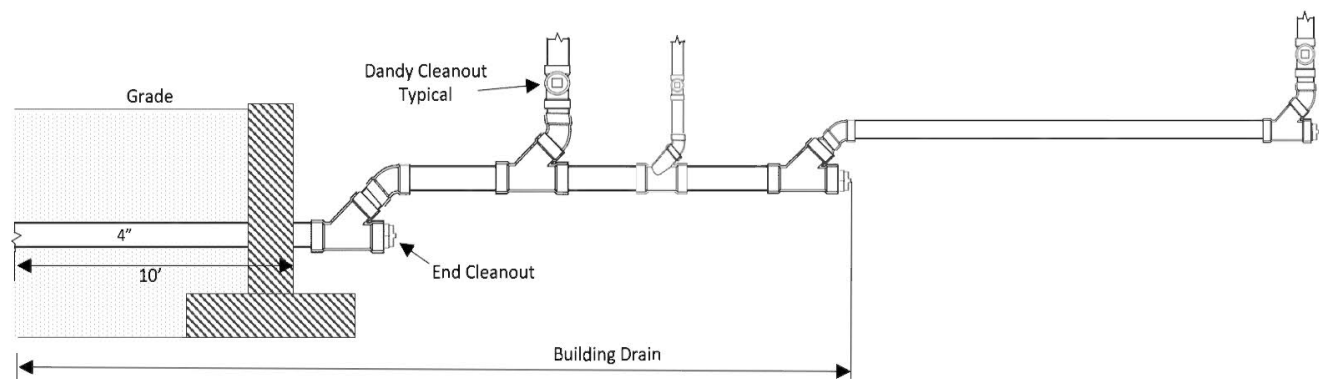 Dandy Cleanout
Typical
Grade
4”
10’
End Cleanout
Building Drain